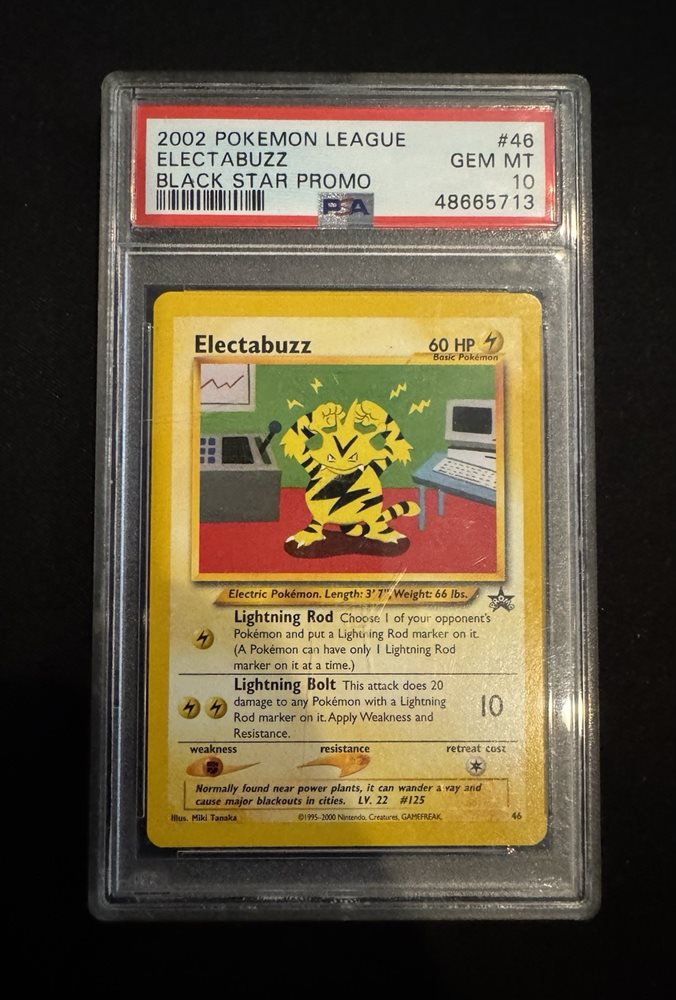 2002 POKEMON LEAGUE #46
ELECTABUZZ GEM MT
BLACK STAR PROMO 10
PSA 48665713
Electabuzz 60 HP
Basic Pokémon
Electric Pokémon. Length: 3' 7", Weight: 66 lbs.
PROMO
Lightning Rod Choose 1 of your opponent's
Pokémon and put a Lightning Rod marker on it.
(A Pokémon can have only 1 Lightning Rod
marker on it at a time.)
Lightning Bolt This attack does 20
damage to any Pokémon with a Lightning
Rod marker on it. Apply Weakness and
Resistance.
10
weakness resistance retreat cost
Normally found near power plants, it can wander away and
cause major blackouts in cities. LV. 22 #125
Illus. Miki Tanaka ©1995-2000 Nintendo, Creatures, GAMEFREAK. 46